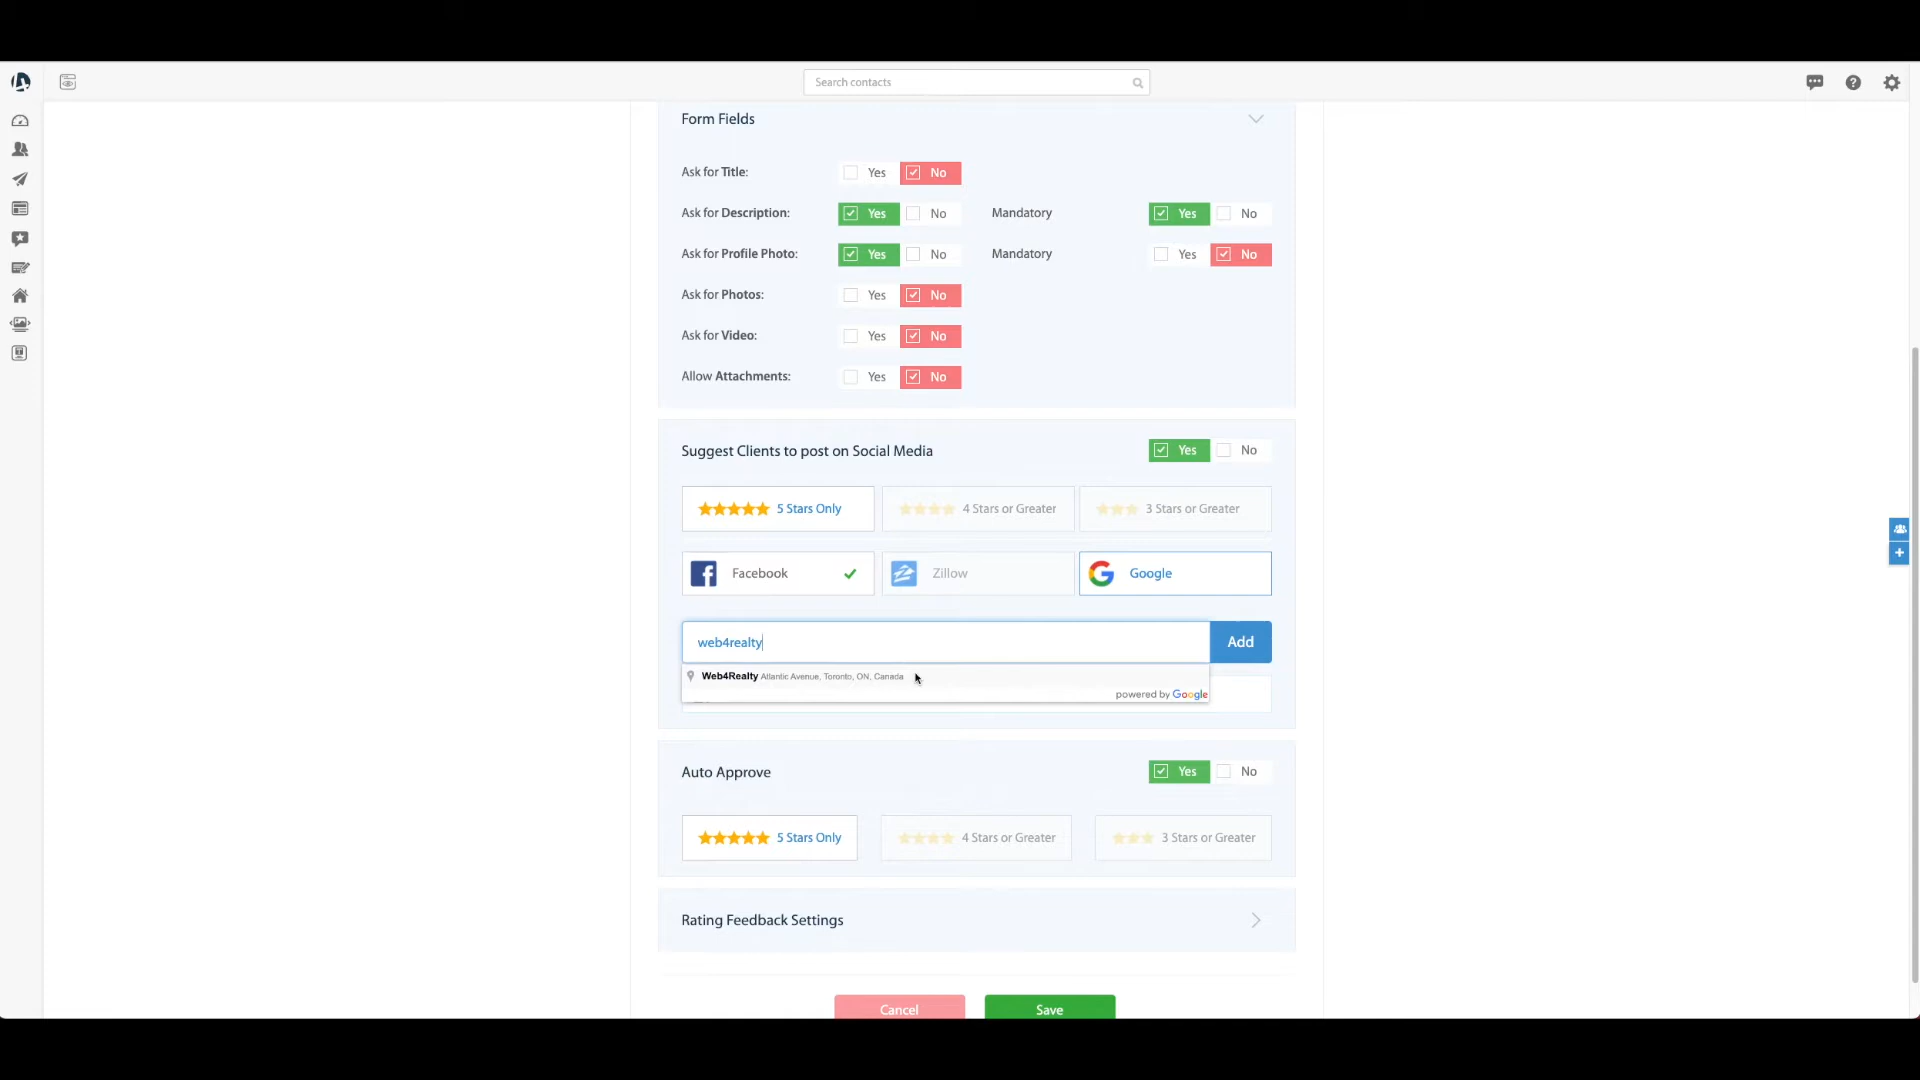 Search contacts
Form Fields
Ask for Title: Yes No
Ask for Description: Yes No Mandatory Yes No
Ask for Profile Photo: Yes No Mandatory Yes No
Ask for Photos: Yes No
Ask for Video: Yes No
Allow Attachments: Yes No
Suggest Clients to post on Social Media Yes No
5 Stars Only 4 Stars or Greater 3 Stars or Greater
Facebook Zillow Google
web4realty Add
Web4Realty Atlantic Avenue, Toronto, ON, Canada
powered by Google
Auto Approve Yes No
5 Stars Only 4 Stars or Greater 3 Stars or Greater
Rating Feedback Settings
Cancel Save